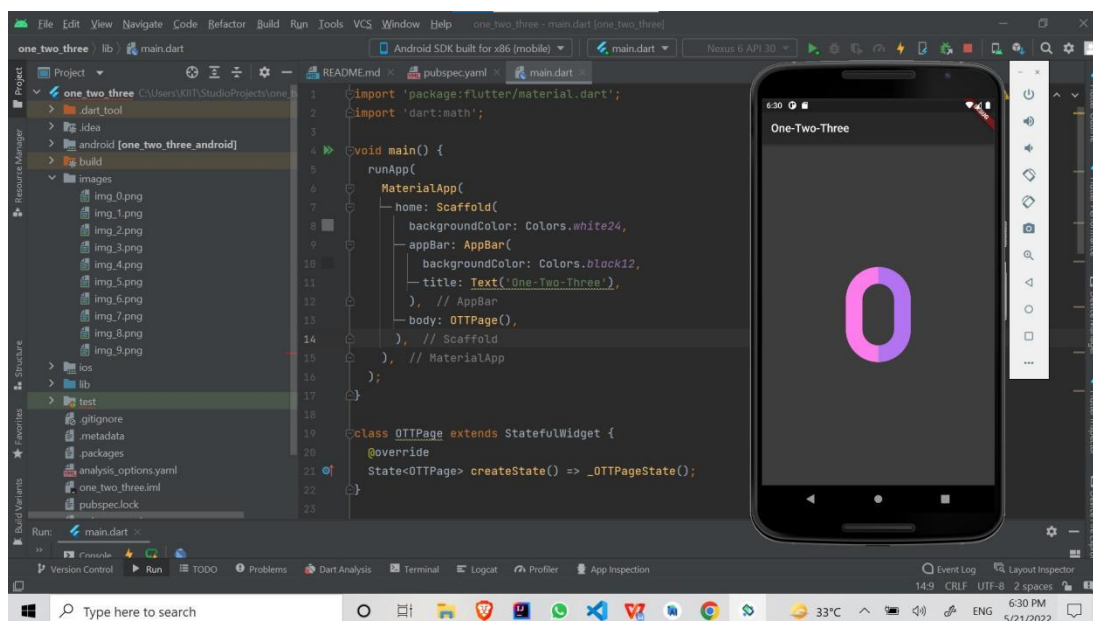 File Edit View Navigate Code Refactor Build Run Tools VCS Window Help one_two_three - main.dart [one_two_three]
one_two_three lib main.dart
Android SDK built for x86 (mobile) main.dart Nexus 6 API 30
Project
README.md pubspec.yaml main.dart
one_two_three C:\Users\KIIT\StudioProjects\one_
.dart_tool
.idea
android [one_two_three_android]
build
images
img_0.png
img_1.png
img_2.png
img_3.png
img_4.png
img_5.png
img_6.png
img_7.png
img_8.png
img_9.png
ios
lib
test
.gitignore
.metadata
.packages
analysis_options.yaml
one_two_three.iml
pubspec.lock
Project
Resource Manager
Structure
Favorites
Build Variants
1 import 'package:flutter/material.dart';
2 import 'dart:math';
3
4 void main() {
5 runApp(
6 MaterialApp(
7 home: Scaffold(
8 backgroundColor: Colors.white24,
9 appBar: AppBar(
10 backgroundColor: Colors.black12,
11 title: Text('One-Two-Three'),
12 ), // AppBar
13 body: OTTPage(),
14 ), // Scaffold
15 ), // MaterialApp
16 );
17 }
18
19 class OTTPage extends StatefulWidget {
20 @override
21 State<OTTPage> createState() => _OTTPageState();
22 }
23
6:30
DEBUG
One-Two-Three
0
Run: main.dart
Console
Version Control Run TODO Problems Dart Analysis Terminal Logcat Profiler App Inspection Event Log Layout Inspector
14:9 CRLF UTF-8 2 spaces
Type here to search
33°C ENG 6:30 PM
5/21/2022